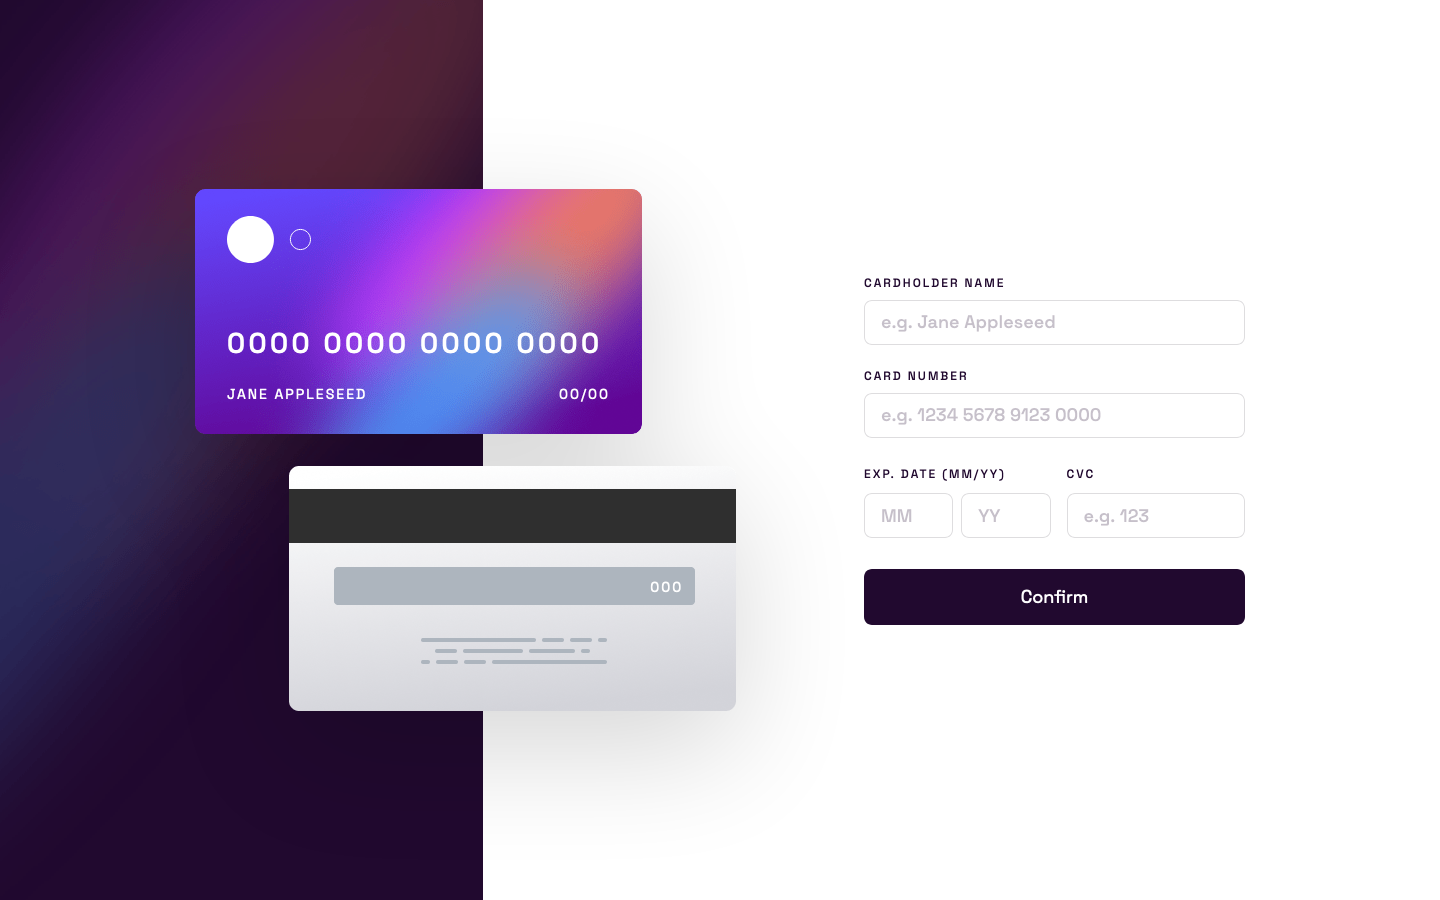 0000 0000 0000 0000
JANE APPLESEED 00/00
000
CARDHOLDER NAME
e.g. Jane Appleseed
CARD NUMBER
e.g. 1234 5678 9123 0000
EXP. DATE (MM/YY) CVC
MM YY e.g. 123
Confirm